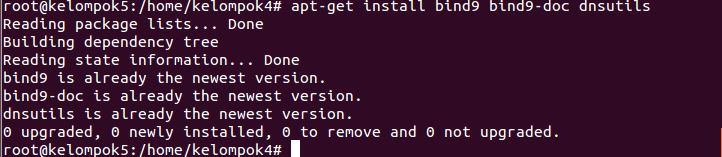 root@kelompok5:/home/kelompok4# apt-get install bind9 bind9-doc dnsutils
Reading package lists... Done
Building dependency tree
Reading state information... Done
bind9 is already the newest version.
bind9-doc is already the newest version.
dnsutils is already the newest version.
0 upgraded, 0 newly installed, 0 to remove and 0 not upgraded.
root@kelompok5:/home/kelompok4#